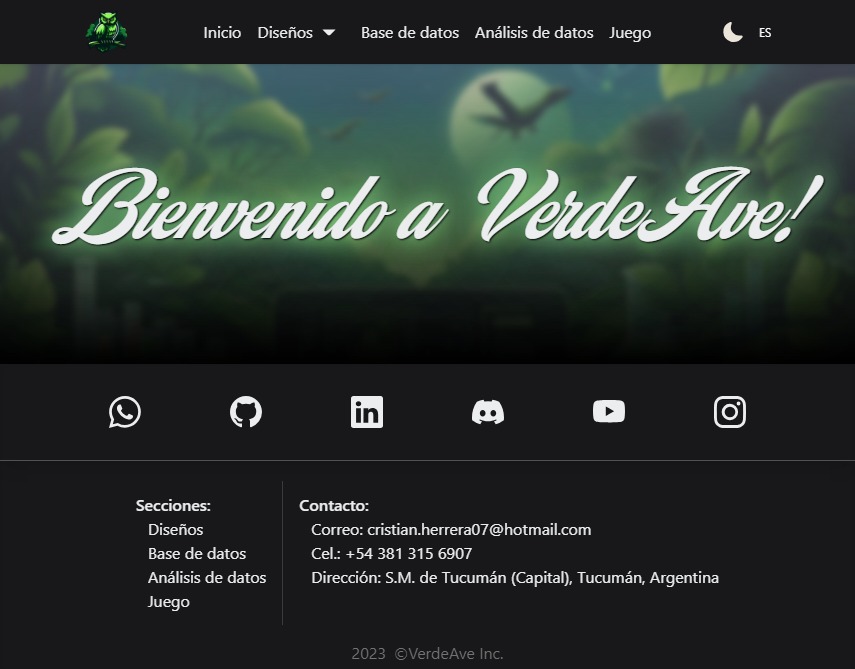 Inicio Diseños Base de datos Análisis de datos Juego ES
Bienvenido a VerdeAve!
Secciones:
Diseños
Base de datos
Análisis de datos
Juego
Contacto:
Correo: cristian.herrera07@hotmail.com
Cel.: +54 381 315 6907
Dirección: S.M. de Tucumán (Capital), Tucumán, Argentina
2023 ©VerdeAve Inc.